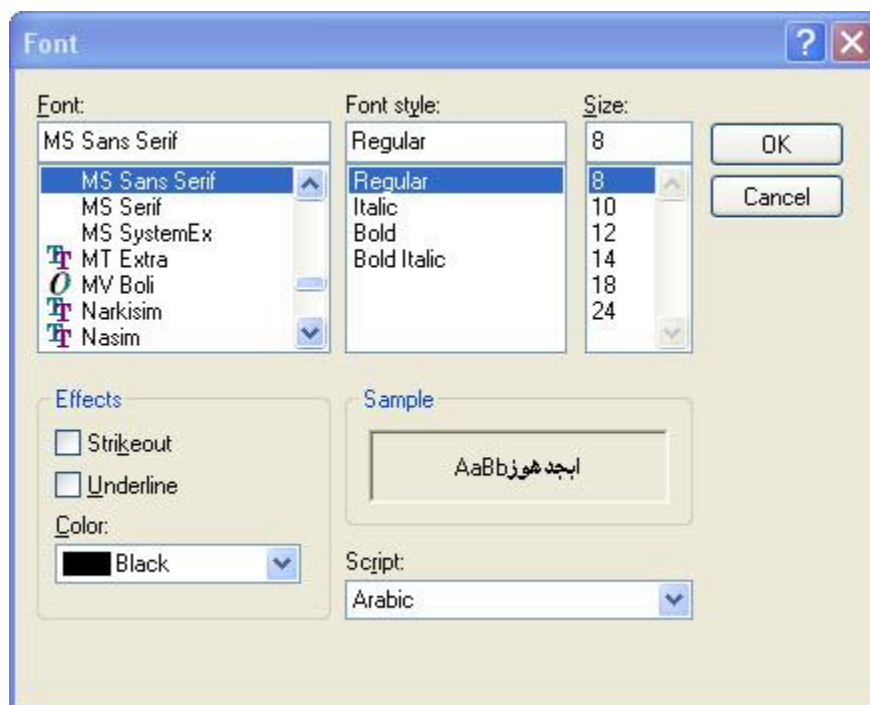 Font
Font:
MS Sans Serif
MS Sans Serif
MS Serif
MS SystemEx
MT Extra
MV Boli
Narkisim
Nasim
Font style:
Regular
Regular
Italic
Bold
Bold Italic
Size:
8
8
10
12
14
18
24
OK
Cancel
Effects
Strikeout
Underline
Color:
Black
Sample
AaBbابجد هوز
Script:
Arabic